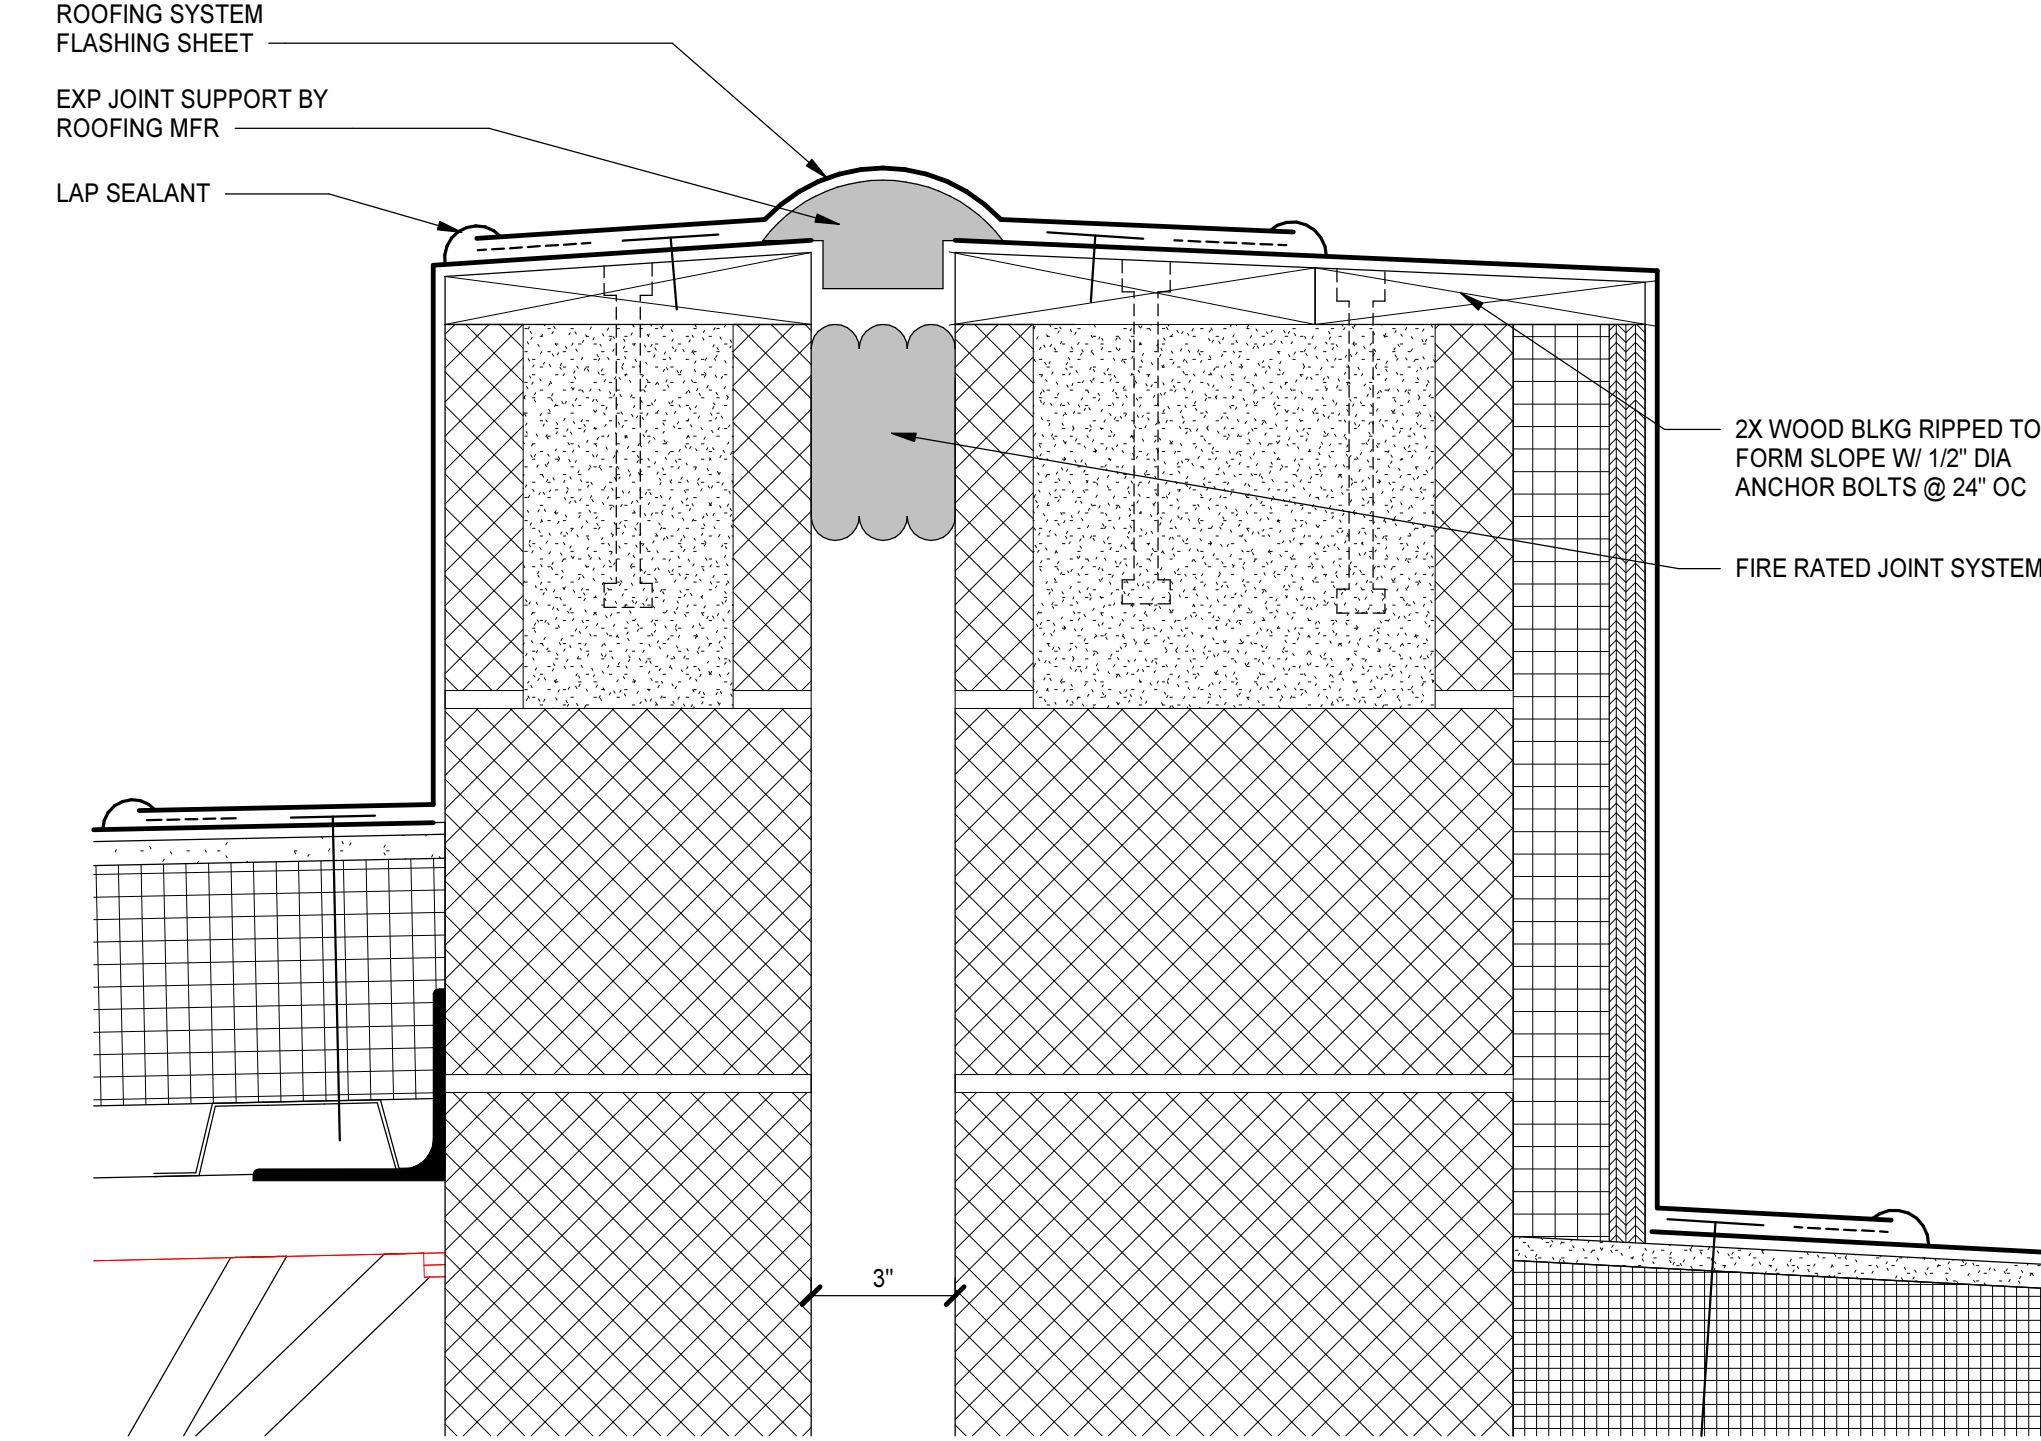 ROOFING SYSTEM
FLASHING SHEET
EXP JOINT SUPPORT BY
ROOFING MFR
LAP SEALANT
2X WOOD BLKG RIPPED TO
FORM SLOPE W/ 1/2" DIA
ANCHOR BOLTS @ 24" OC
FIRE RATED JOINT SYSTEM
3"